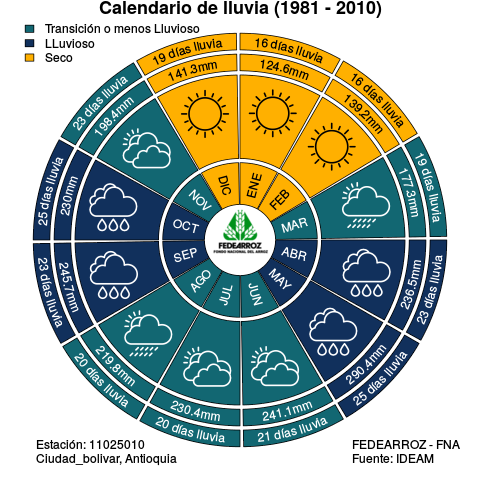 Calendario de lluvia (1981 - 2010)
Transición o menos Lluvioso
LLuvioso
Seco
16 días lluvia
124.6mm
ENE
16 días lluvia
139.2mm
FEB
19 días lluvia
177.3mm
MAR
23 días lluvia
236.5mm
ABR
25 días lluvia
290.4mm
MAY
21 días lluvia
241.1mm
JUN
20 días lluvia
230.4mm
JUL
20 días lluvia
219.8mm
AGO
23 días lluvia
245.7mm
SEP
25 días lluvia
290mm
OCT
23 días lluvia
198.4mm
NOV
19 días lluvia
141.3mm
DIC
FEDEARROZ
FONDO NACIONAL DEL ARROZ
Estación: 11025010
Ciudad_bolivar, Antioquia
FEDEARROZ - FNA
Fuente: IDEAM